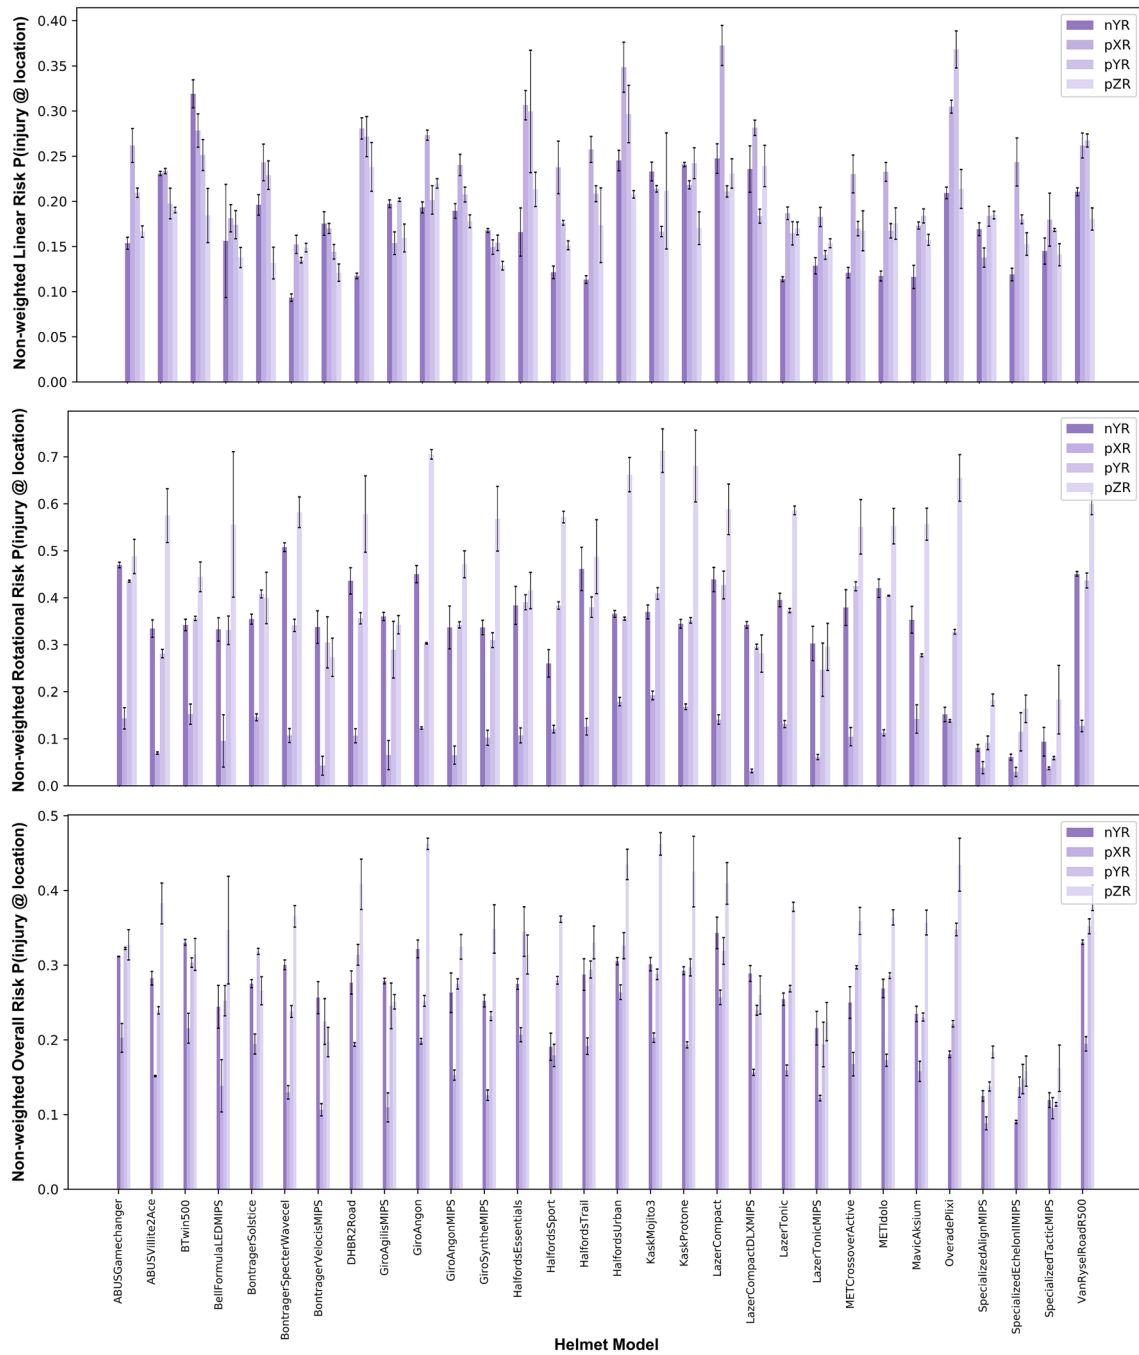 Non-weighted Linear Risk P(injury @ location)
0.40
0.35
0.30
0.25
0.20
0.15
0.10
0.05
0.00
nYR
pXR
pYR
pZR
Non-weighted Rotational Risk P(injury @ location)
0.7
0.6
0.5
0.4
0.3
0.2
0.1
0.0
nYR
pXR
pYR
pZR
Non-weighted Overall Risk P(injury @ location)
0.5
0.4
0.3
0.2
0.1
0.0
nYR
pXR
pYR
pZR
ABUSGamechanger
ABUSVillite2Ace
BTwin500
BellFormulaLEDMIPS
BontragerSolstice
BontragerSpecterWavecel
BontragerVelocisMIPS
DHBR2Road
GiroAgilisMIPS
GiroAngon
GiroAngonMIPS
GiroSyntheMIPS
HalfordsEssentials
HalfordsSport
HalfordsTrail
HalfordsUrban
KaskMojito3
KaskProtone
LazerCompact
LazerCompactDLXMIPS
LazerTonic
LazerTonicMIPS
METCrossoverActive
METIdolo
MavicAksium
OveradePlixi
SpecializedAlignMIPS
SpecializedEchelonIIMIPS
SpecializedTacticMIPS
VanRyselRoadR500
Helmet Model